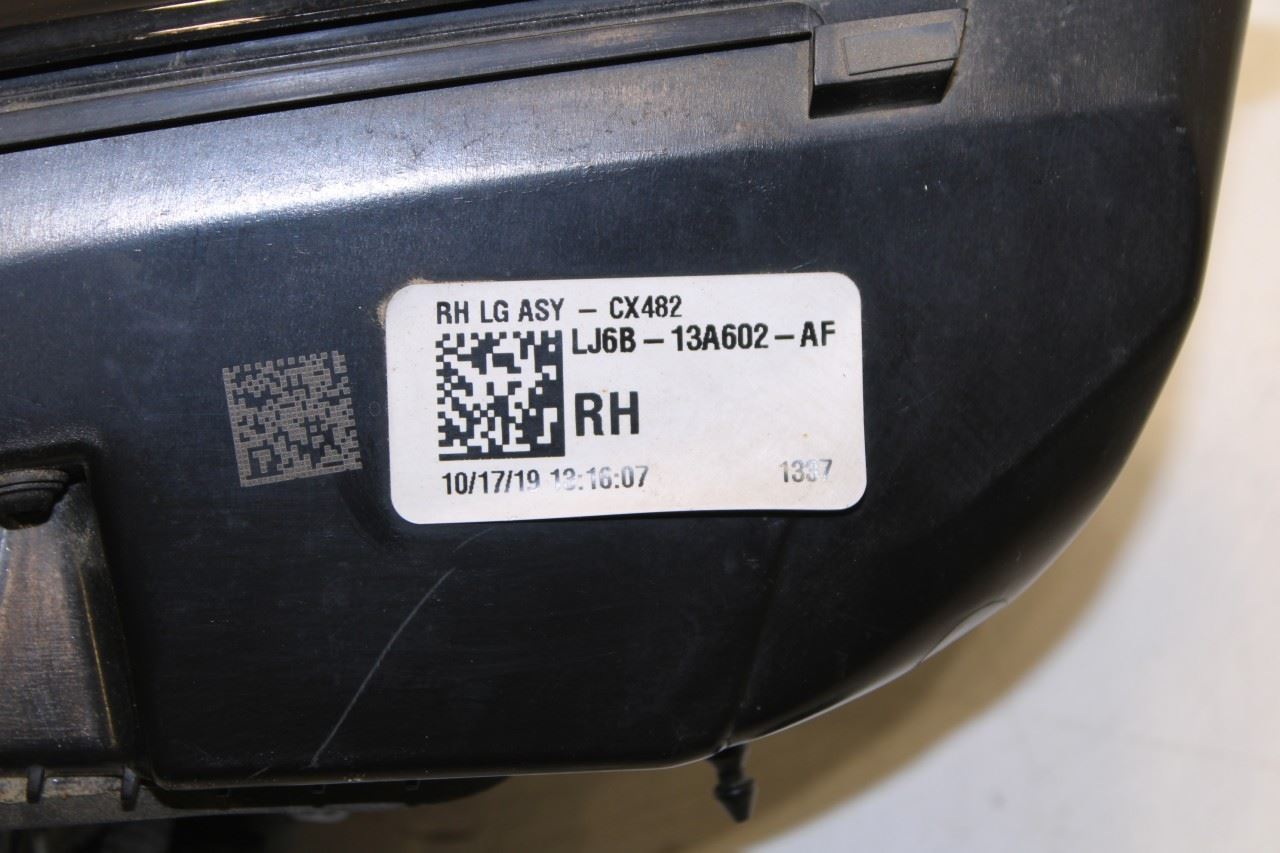 RH LG ASY - CX482
LJ6B-13A602-AF
RH
10/17/19 13:16:07 1337